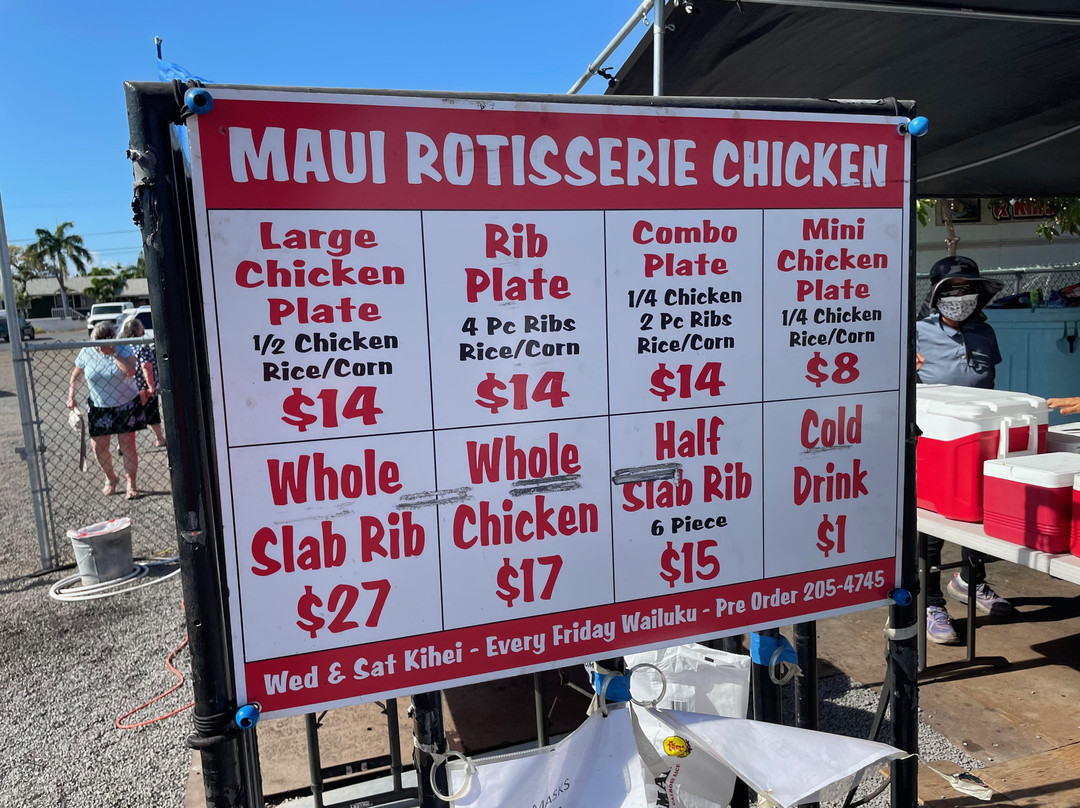 MAUI ROTISSERIE CHICKEN
Large
Chicken
Plate
1/2 Chicken
Rice/Corn
$14
Rib
Plate
4 Pc Ribs
Rice/Corn
$14
Combo
Plate
1/4 Chicken
2 Pc Ribs
Rice/Corn
$14
Mini
Chicken
Plate
1/4 Chicken
Rice/Corn
$8
Whole
Slab Rib
$27
Whole
Chicken
$17
Half
Slab Rib
6 Piece
$15
Cold
Drink
$1
Wed & Sat Kihei - Every Friday Wailuku - Pre Order 205-4745
MASKS